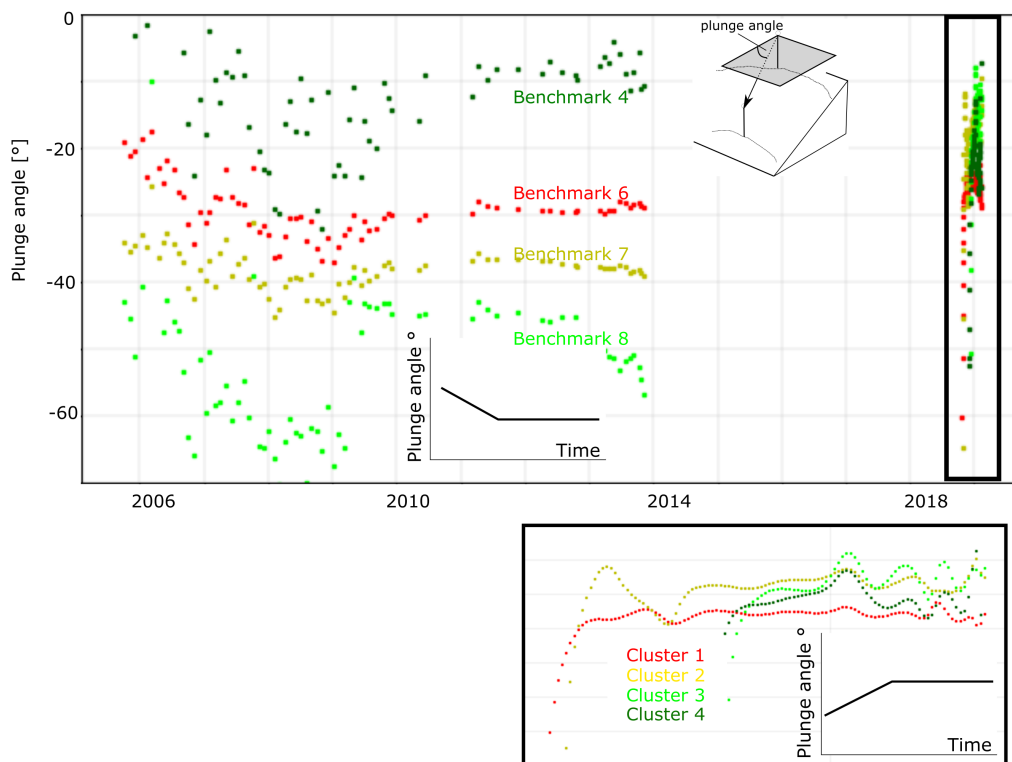 0
-20
-40
-60
Plunge angle [°]
plunge angle
Benchmark 4
Benchmark 6
Benchmark 7
Benchmark 8
Plunge angle °
Time
2006
2010
2014
2018
Cluster 1
Cluster 2
Cluster 3
Cluster 4
Plunge angle °
Time